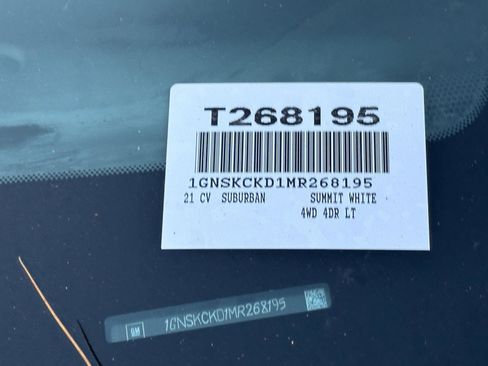 T268195
1GNSKCKD1MR268195
21 CV SUBURBAN SUMMIT WHITE
4WD 4DR LT
GM 1GNSKCKD1MR268195